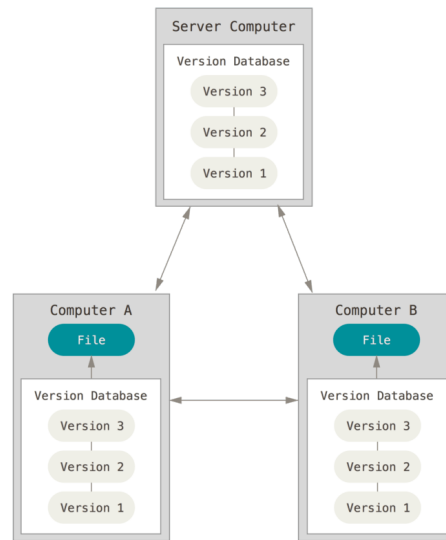 Server Computer
Version Database
Version 3
Version 2
Version 1
Computer A
File
Version Database
Version 3
Version 2
Version 1
Computer B
File
Version Database
Version 3
Version 2
Version 1